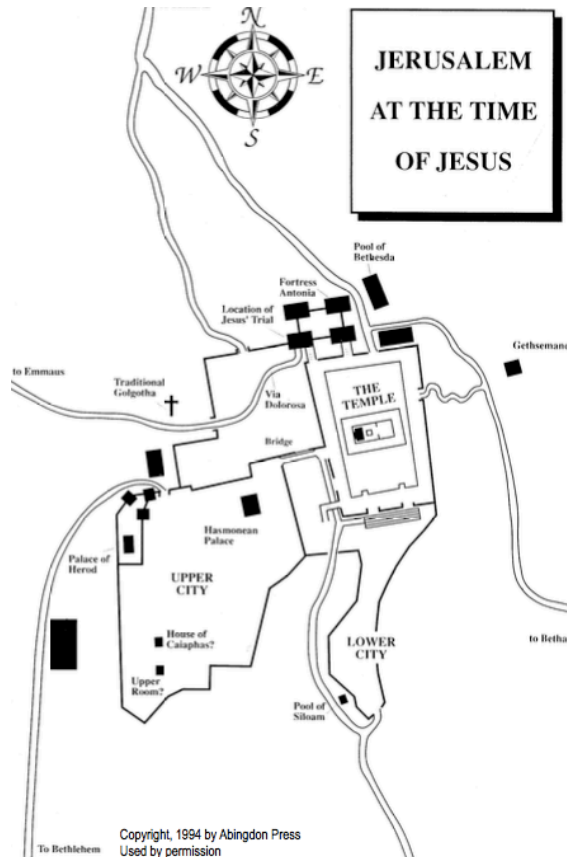 N
W
E
S
JERUSALEM
AT THE TIME
OF JESUS
Pool of
Bethesda
Fortress
Antonia
Location of
Jesus' Trial
Gethseman
to Emmaus
Traditional
Golgotha
THE
TEMPLE
Via
Dolorosa
Bridge
Hasmonean
Palace
Palace of
Herod
UPPER
CITY
House of
Caiaphas?
LOWER
CITY
to Betha
Upper
Room?
Pool of
Siloam
To Bethlehem
Copyright, 1994 by Abingdon Press
Used by permission